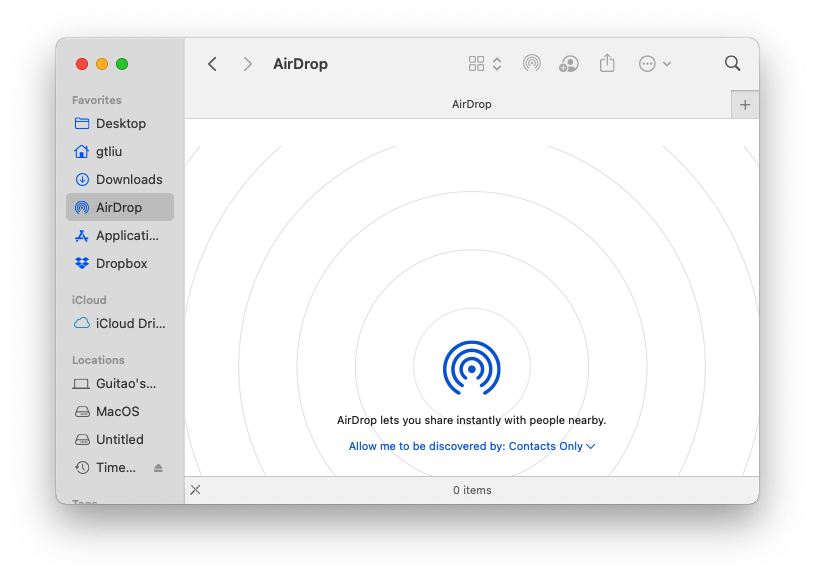 AirDrop
AirDrop
Favorites
Desktop
gtliu
Downloads
AirDrop
Applicati...
Dropbox
iCloud
iCloud Dri...
Locations
Guitao's...
MacOS
Untitled
Time...
Tags
AirDrop lets you share instantly with people nearby.
Allow me to be discovered by: Contacts Only
0 items